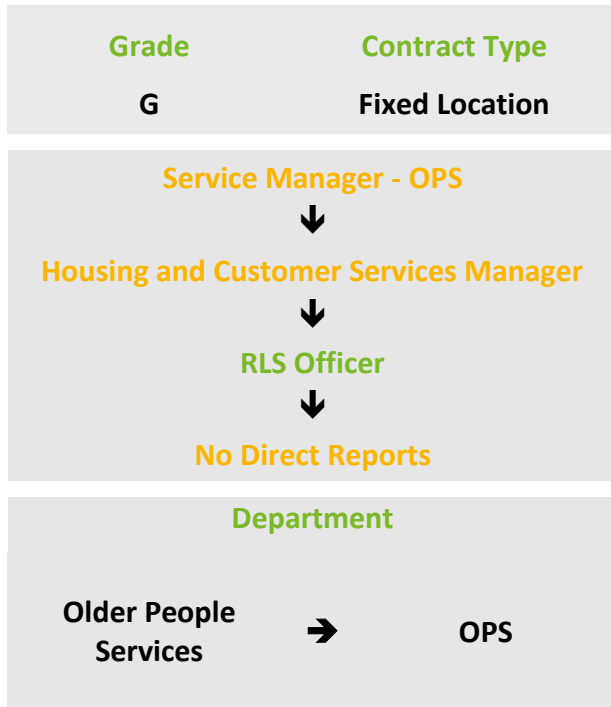 Grade Contract Type
G Fixed Location
Service Manager - OPS
🡫
Housing and Customer Services Manager
🡫
RLS Officer
🡫
No Direct Reports
Department
Older People
Services 🡪 OPS